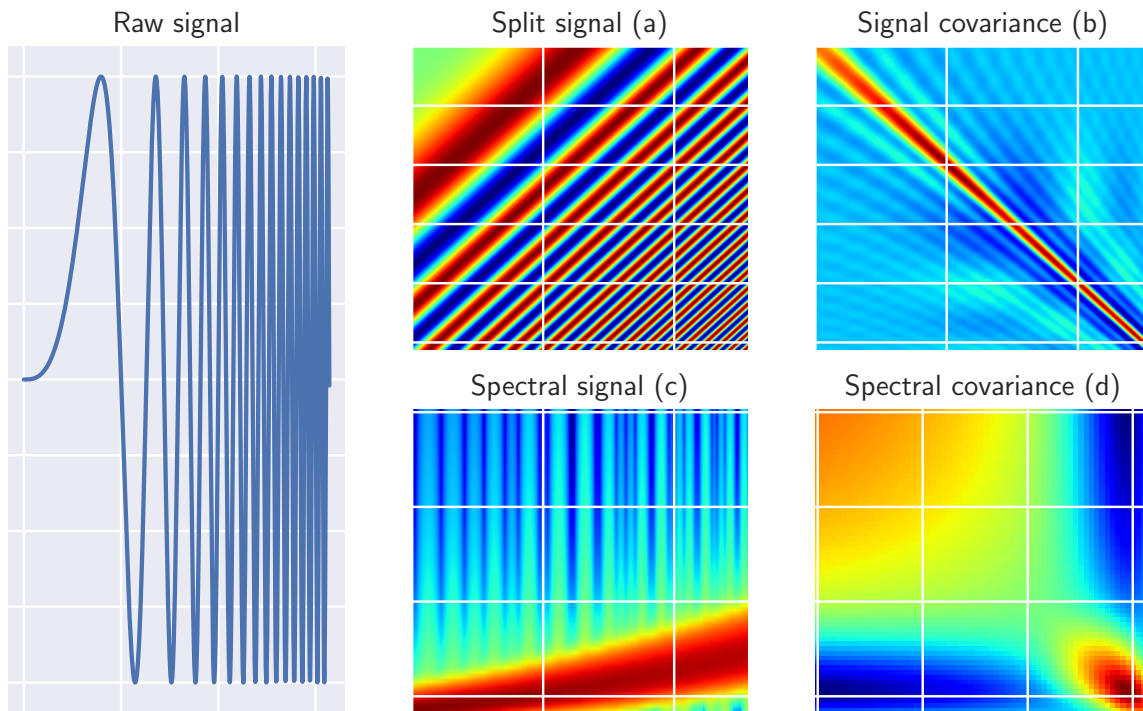 Raw signal
Split signal (a)
Signal covariance (b)
Spectral signal (c)
Spectral covariance (d)